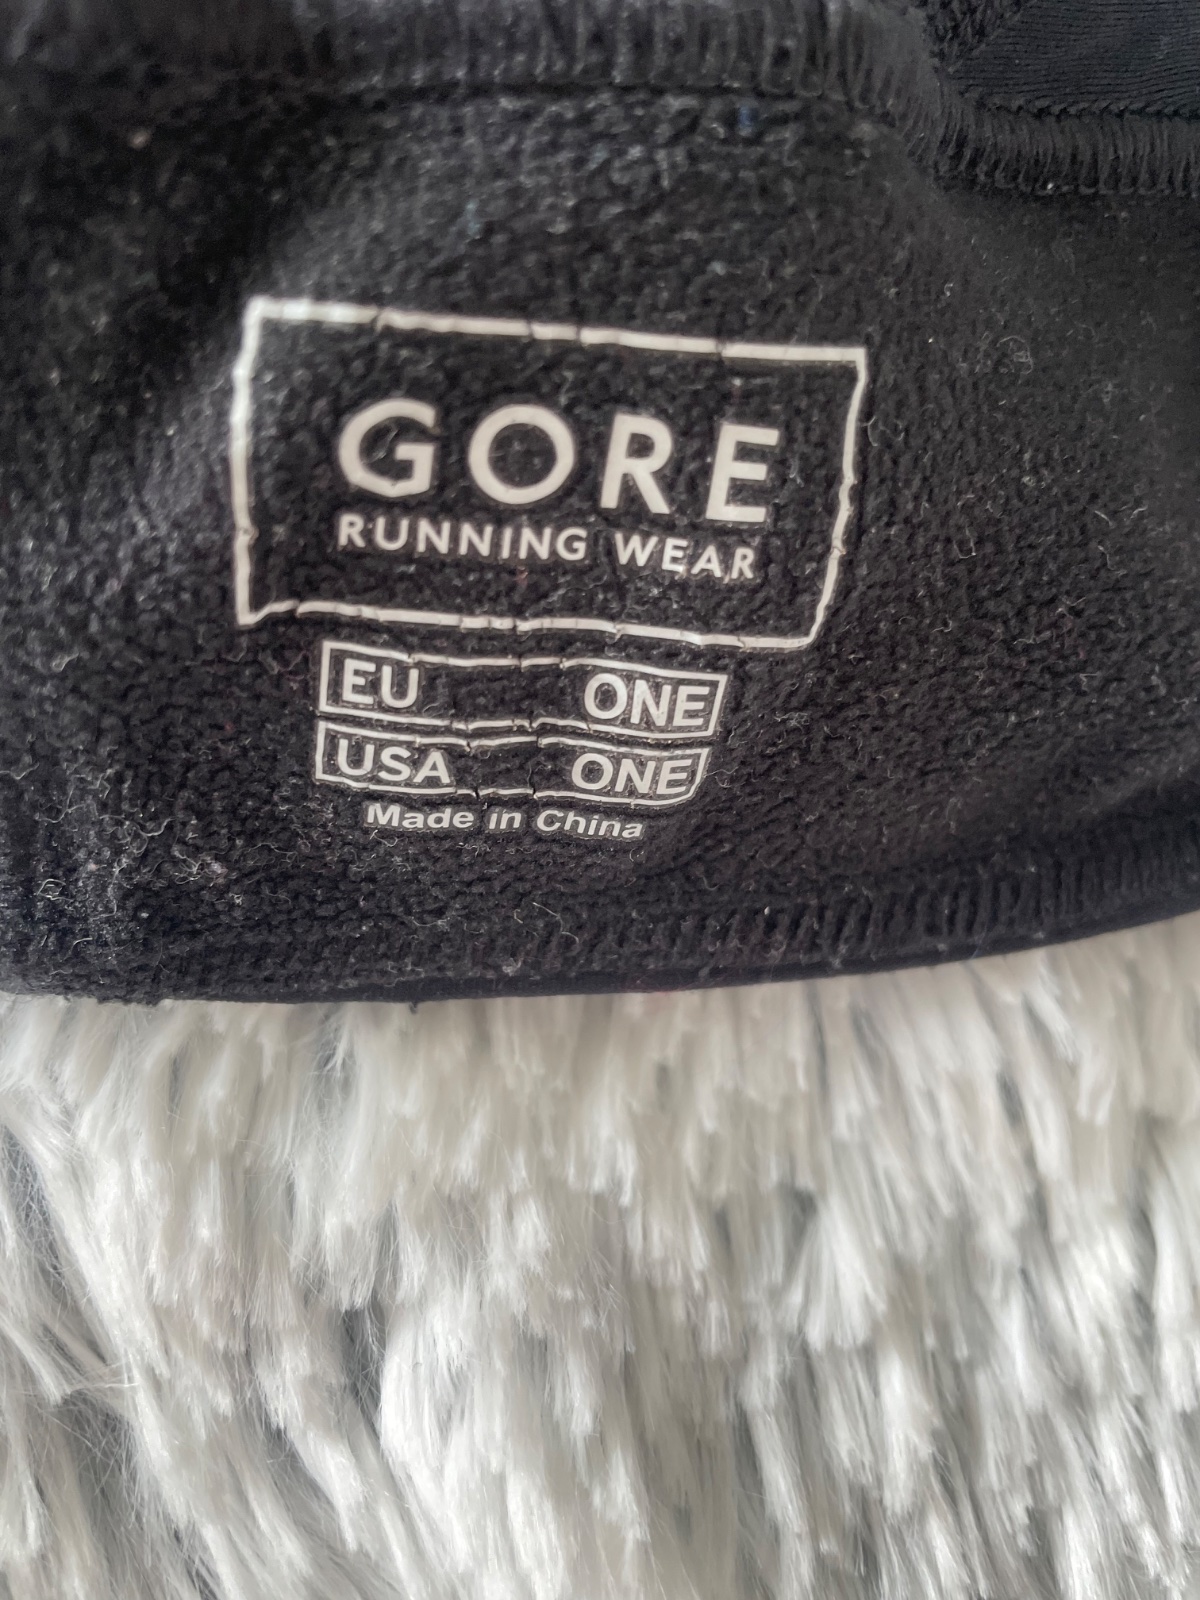 GORE
RUNNING WEAR
EU ONE
USA ONE
Made in China